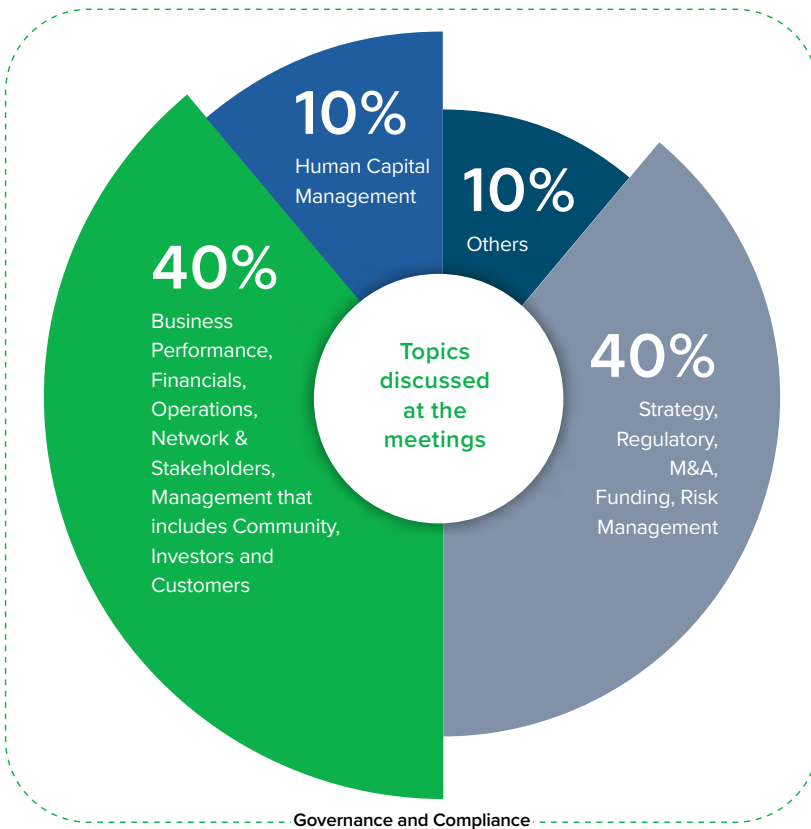 10%
Human Capital
Management
10%
Others
40%
Business
Performance,
Financials,
Operations,
Network &
Stakeholders,
Management that
includes Community,
Investors and
Customers
Topics
discussed
at the
meetings
40%
Strategy,
Regulatory,
M&A,
Funding, Risk
Management
Governance and Compliance